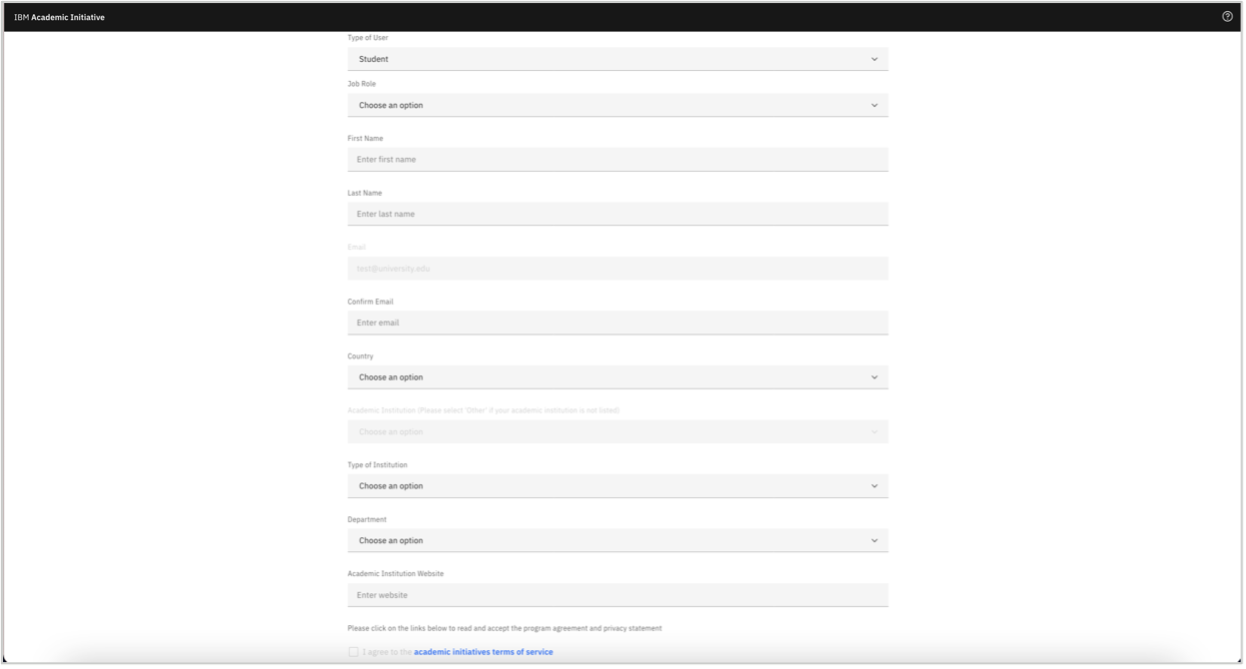 IBM Academic Initiative
Type of User
Student
Job Role
Choose an option
First Name
Enter first name
Last Name
Enter last name
Email
test@university.edu
Confirm Email
Enter email
Country
Choose an option
Academic Institution (Please select 'Other' if your academic institution is not listed)
Choose an option
Type of Institution
Choose an option
Department
Choose an option
Academic Institution Website
Enter website
Please click on the links below to read and accept the program agreement and privacy statement
I agree to the academic initiatives terms of service